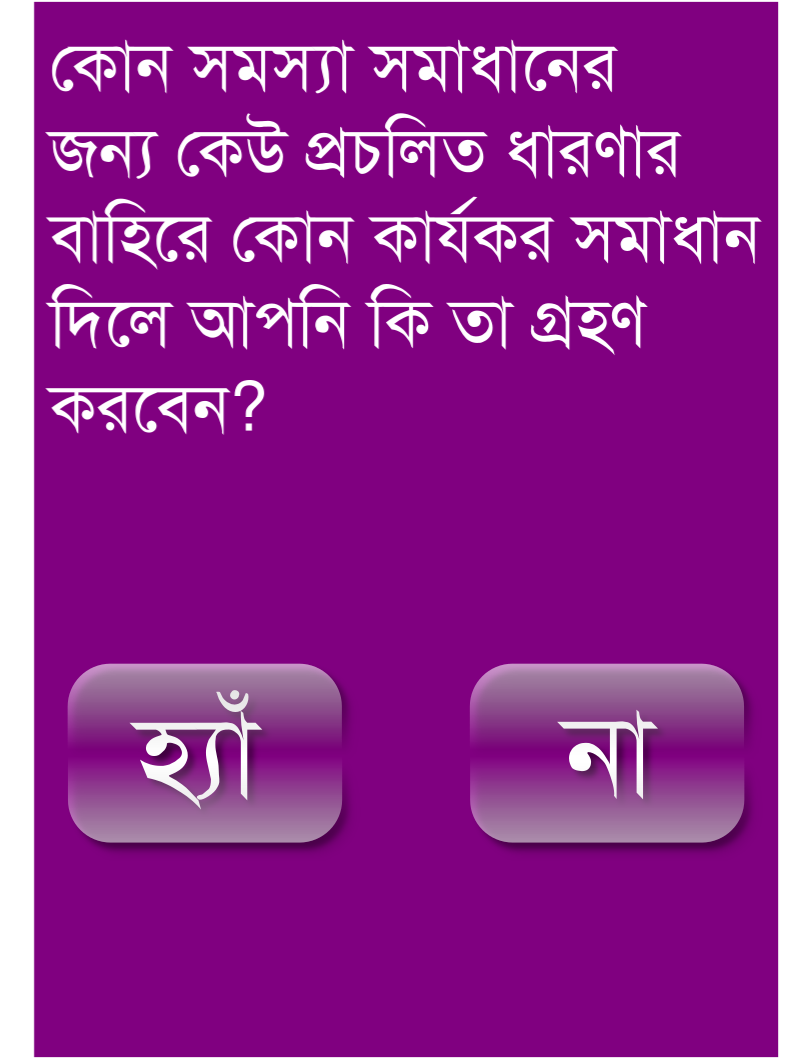 কোন সমস্যা সমাধানের
জন্য কেউ প্রচলিত ধারণার
বাহিরে কোন কার্যকর সমাধান
দিলে আপনি কি তা গ্রহণ
করবেন?
হ্যাঁ না